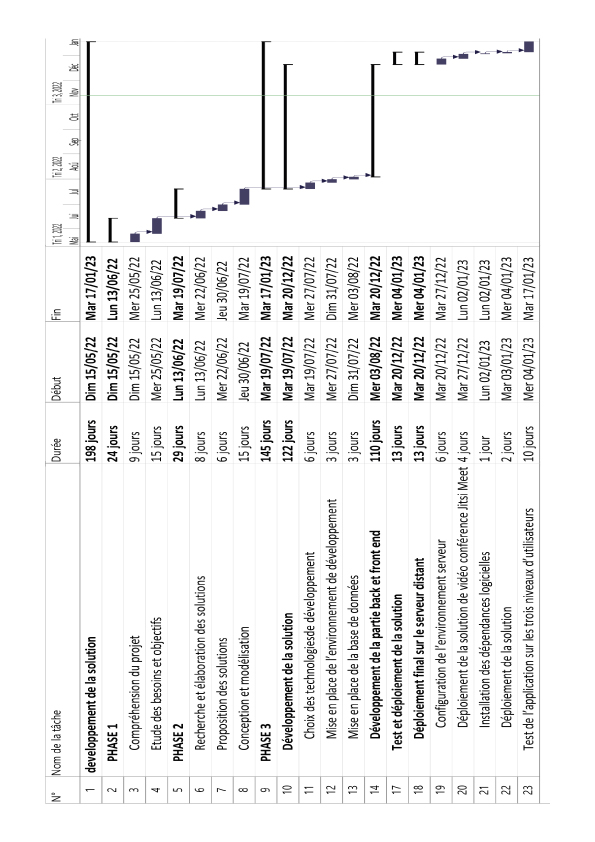 N° Nom de la tâche Durée Début Fin Tri 1, 2022 Tri 2, 2022 Tri 3, 2022
Mai Jui Jul Aoû Sep Oct Nov Dec Jan
1 developpement de la solution 198 jours Dim 15/05/22 Mar 17/01/23
2 PHASE 1 24 jours Dim 15/05/22 Lun 13/06/22
3 Compréhension du projet 9 jours Dim 15/05/22 Mer 25/05/22
4 Etude des besoins et objectifs 15 jours Mer 25/05/22 Lun 13/06/22
5 PHASE 2 29 jours Lun 13/06/22 Mar 19/07/22
6 Recherche et élaboration des solutions 8 jours Lun 13/06/22 Mer 22/06/22
7 Proposition des solutions 6 jours Mer 22/06/22 Jeu 30/06/22
8 Conception et modélisation 15 jours Jeu 30/06/22 Mar 19/07/22
9 PHASE 3 145 jours Mar 19/07/22 Mar 17/01/23
10 Développement de la solution 122 jours Mar 19/07/22 Mar 20/12/22
11 Choix des technologiesde développement 6 jours Mar 19/07/22 Mer 27/07/22
12 Mise en place de l'environnement de développement 3 jours Mer 27/07/22 Dim 31/07/22
13 Mise en place de la base de données 3 jours Dim 31/07/22 Mer 03/08/22
14 Développement de la partie back et front end 110 jours Mer 03/08/22 Mar 20/12/22
17 Test et déploiement de la solution 13 jours Mar 20/12/22 Mer 04/01/23
18 Déploiement final sur le serveur distant 13 jours Mar 20/12/22 Mer 04/01/23
19 Configuration de l'environnement serveur 6 jours Mar 20/12/22 Mar 27/12/22
20 Déploiement de la solution de vidéo conférence Jitsi Meet 4 jours Mar 27/12/22 Lun 02/01/23
21 Installation des dépendances logicielles 1 jour Lun 02/01/23 Lun 02/01/23
22 Déploiement de la solution 2 jours Mar 03/01/23 Mer 04/01/23
23 Test de l'application sur les trois niveaux d'utilisateurs 10 jours Mer 04/01/23 Mar 17/01/23